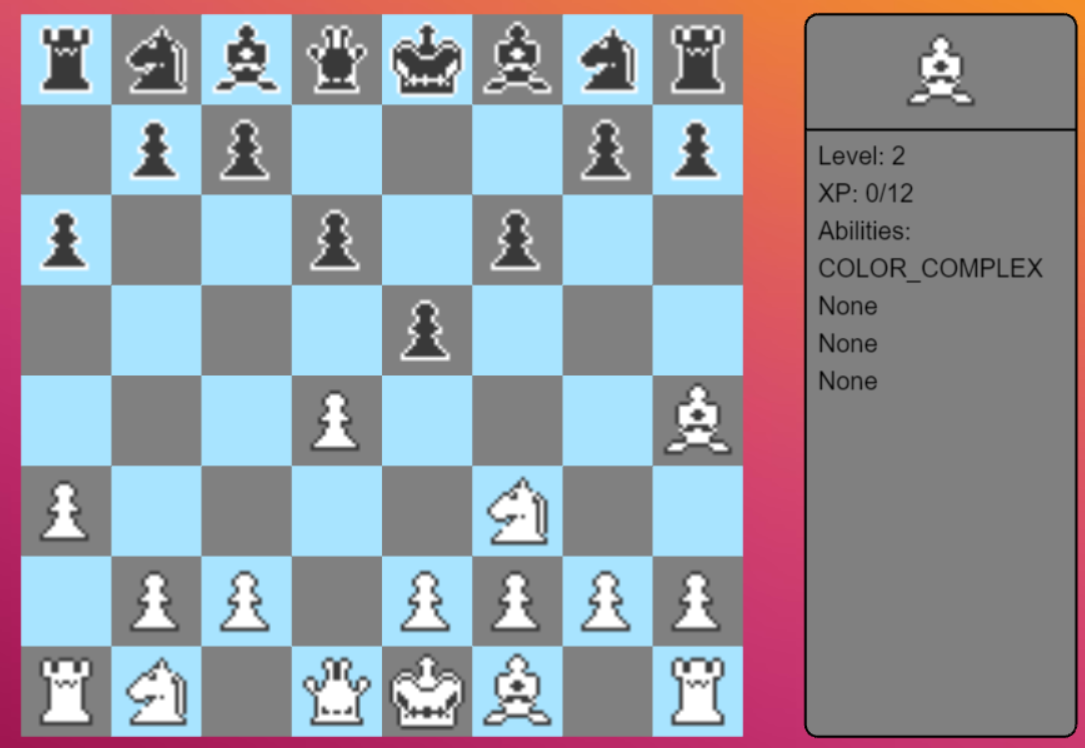 Level: 2
XP: 0/12
Abilities:
COLOR_COMPLEX
None
None
None